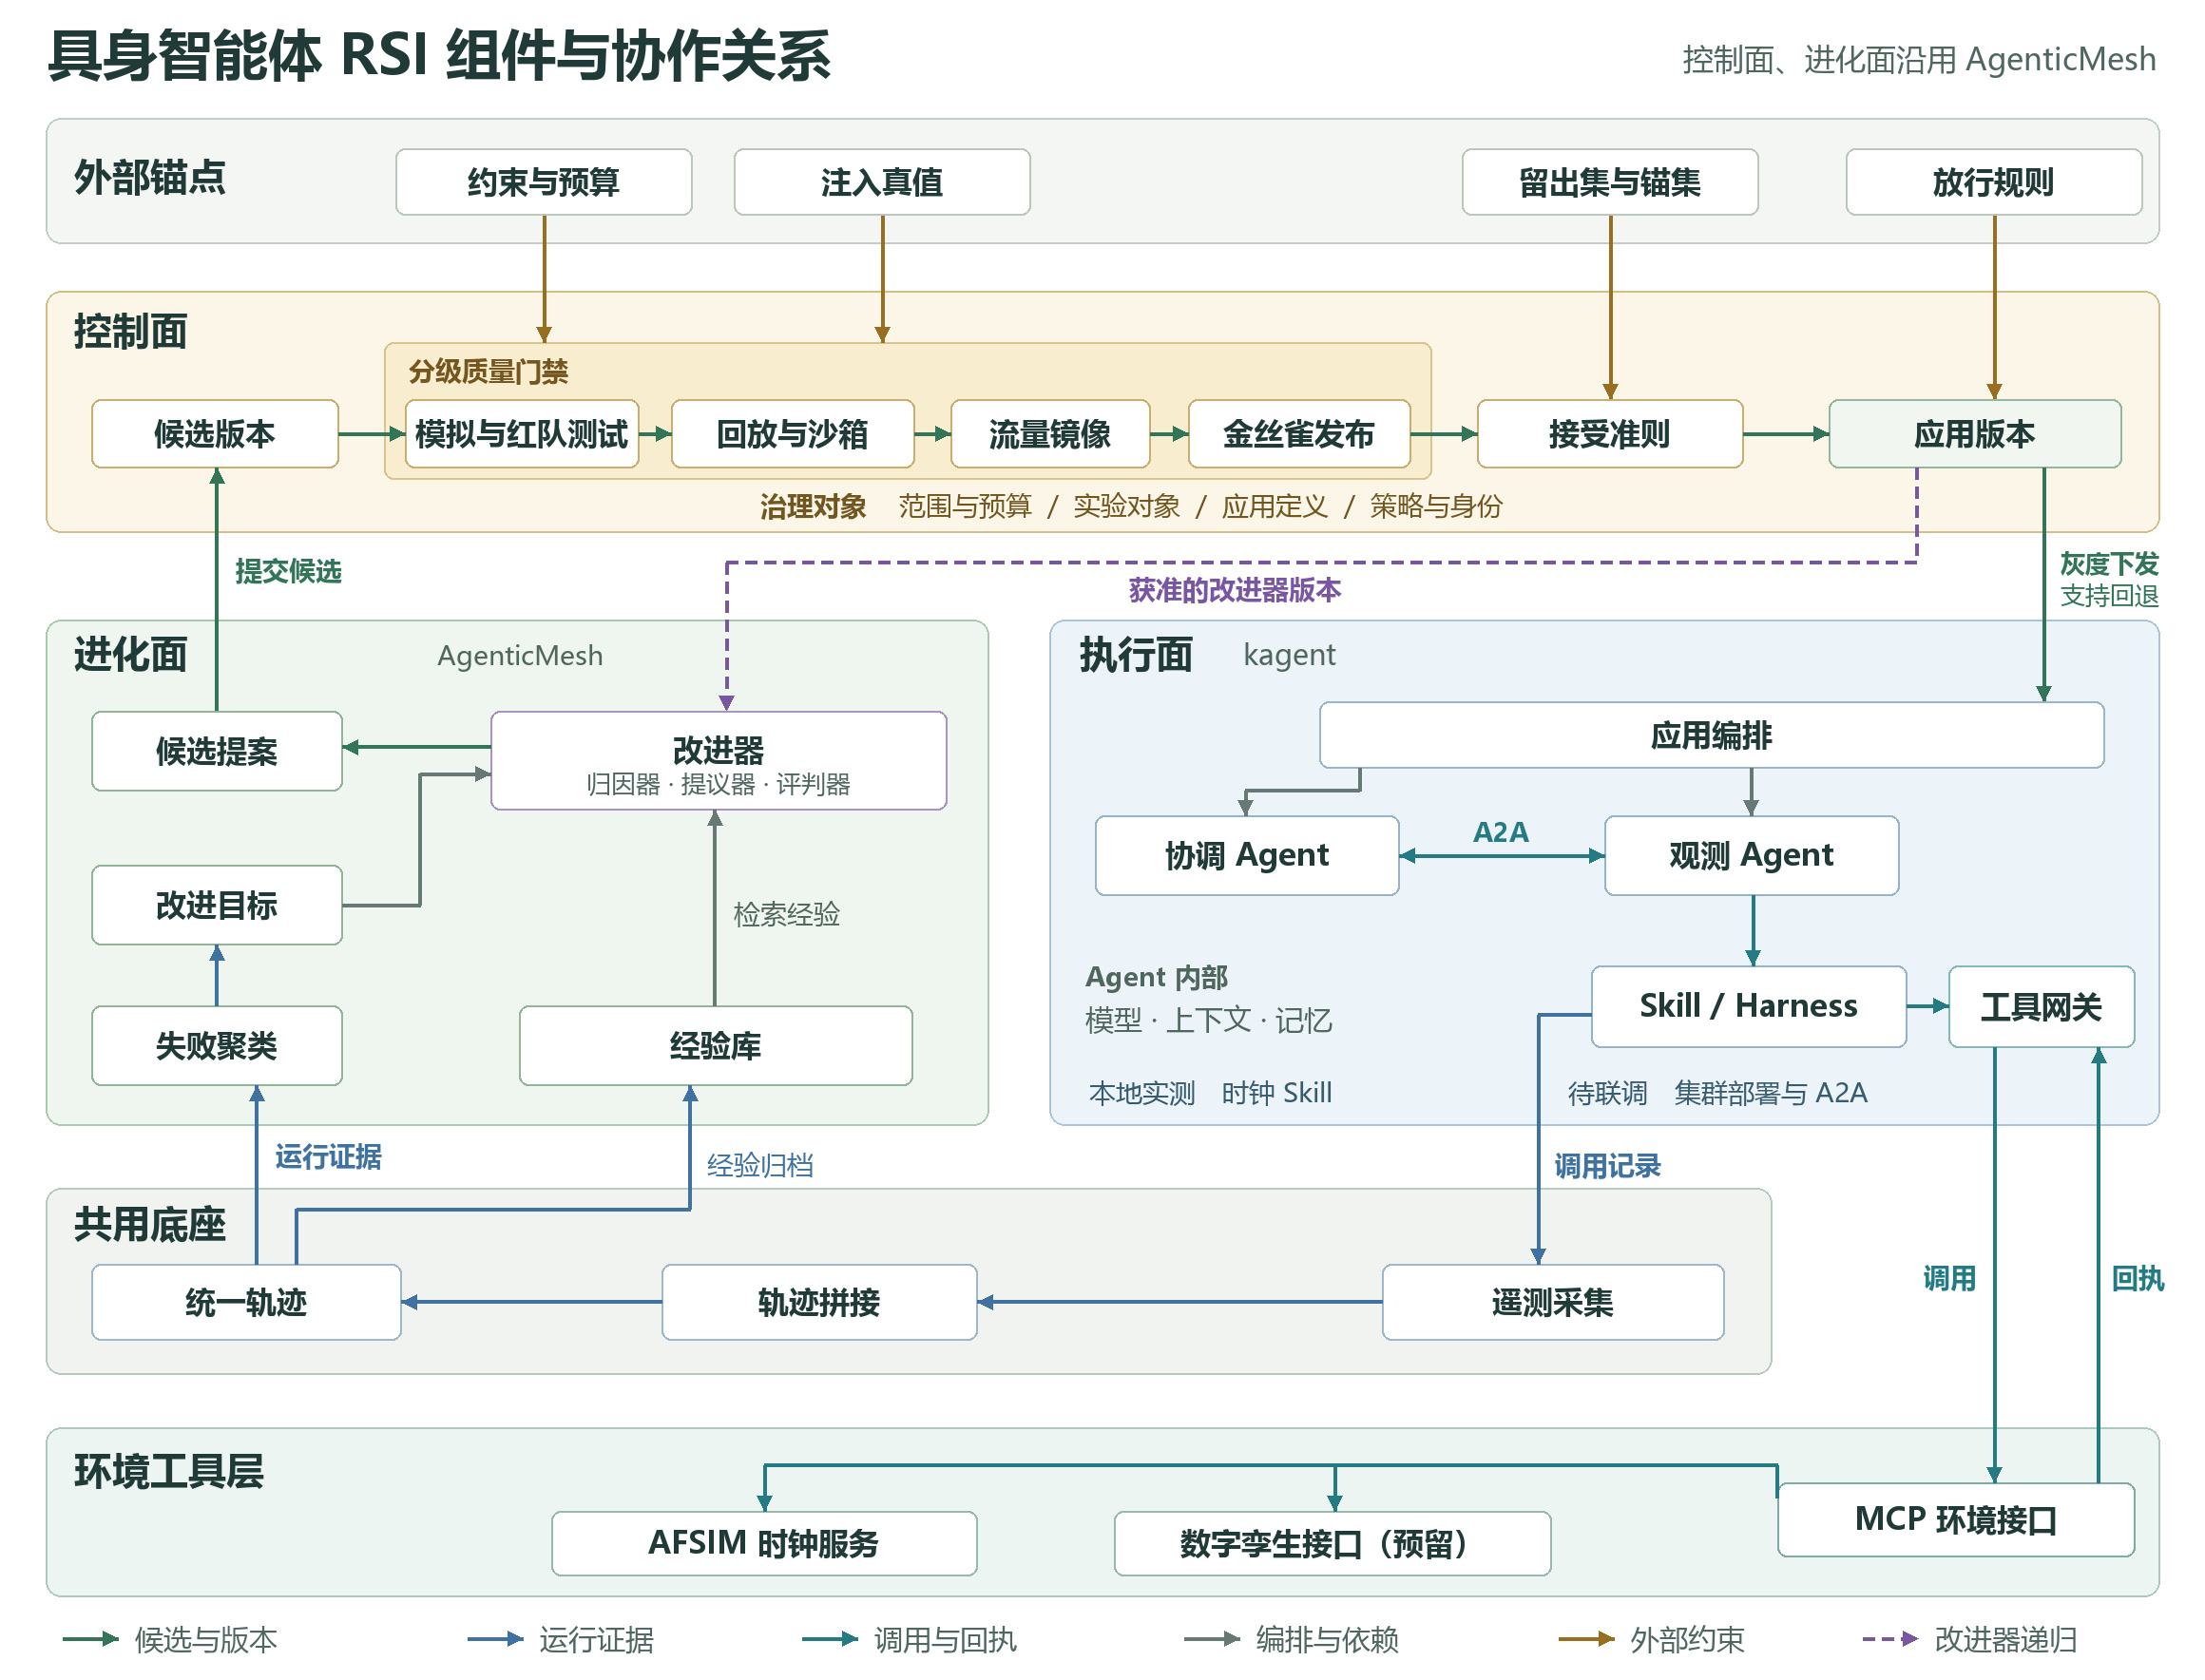 具身智能体 RSI 组件与协作关系
控制面、进化面沿用 AgenticMesh
外部锚点
约束与预算
注入真值
留出集与锚集
放行规则
控制面
分级质量门禁
候选版本
模拟与红队测试
回放与沙箱
流量镜像
金丝雀发布
接受准则
应用版本
治理对象 范围与预算 / 实验对象 / 应用定义 / 策略与身份
提交候选
获准的改进器版本
灰度下发
支持回退
进化面
AgenticMesh
候选提案
改进器
归因器 · 提议器 · 评判器
改进目标
检索经验
失败聚类
经验库
执行面
kagent
应用编排
协调 Agent
A2A
观测 Agent
Agent 内部
模型 · 上下文 · 记忆
Skill / Harness
工具网关
本地实测 时钟 Skill
待联调 集群部署与 A2A
运行证据
经验归档
调用记录
共用底座
统一轨迹
轨迹拼接
遥测采集
调用
回执
环境工具层
AFSIM 时钟服务
数字孪生接口（预留）
MCP 环境接口
候选与版本
运行证据
调用与回执
编排与依赖
外部约束
改进器递归